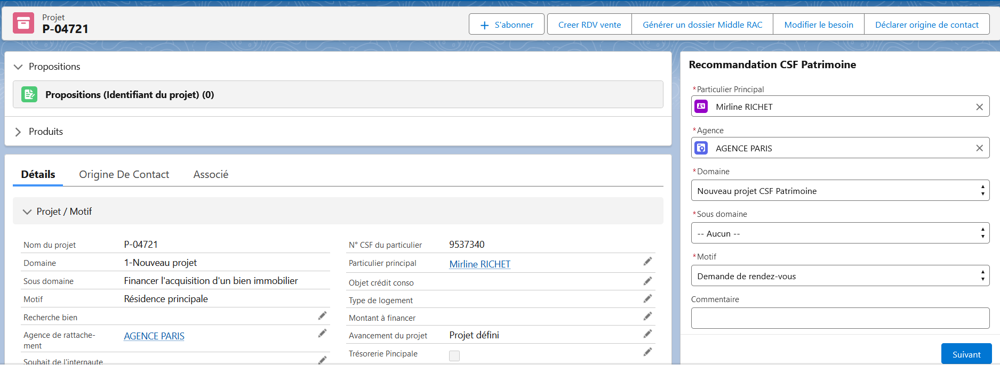 Projet
P-04721
S'abonner
Creer RDV vente
Générer un dossier Middle RAC
Modifier le besoin
Déclarer origine de contact
Propositions
Propositions (Identifiant du projet) (0)
Produits
Détails
Origine De Contact
Associé
Projet / Motif
Nom du projet P-04721
Domaine 1-Nouveau projet
Sous domaine Financer l'acquisition d'un bien immobilier
Motif Résidence principale
Recherche bien
Agence de rattache-
ment
AGENCE PARIS
Souhait de l'internaute
N° CSF du particulier 9537340
Particulier principal Mirline RICHET
Objet crédit conso
Type de logement
Montant à financer
Avancement du projet Projet défini
Trésorerie Pincipale
Recommandation CSF Patrimoine
*Particulier Principal
Mirline RICHET
*Agence
AGENCE PARIS
*Domaine
Nouveau projet CSF Patrimoine
*Sous domaine
-- Aucun --
*Motif
Demande de rendez-vous
Commentaire
Suivant